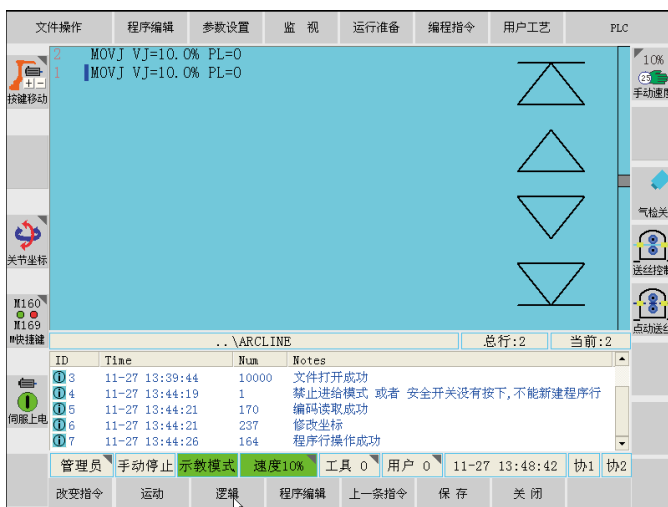 文件操作 程序编辑 参数设置 监 视 运行准备 编程指令 用户工艺 PLC
2 MOVJ VJ=10.0% PL=0
1 MOVJ VJ=10.0% PL=0
按键移动
关节坐标
M160
M169
M快捷键
伺服上电
10%
25
手动速度
气检关
送丝控制
点动送丝
..\ARCLINE 总行:2 当前:2
ID Time Num Notes
3 11-27 13:39:44 10000 文件打开成功
4 11-27 13:44:19 1 禁止进给模式 或者 安全开关没有按下,不能新建程序行
5 11-27 13:44:21 170 编码读取成功
6 11-27 13:44:21 237 修改坐标
7 11-27 13:44:26 164 程序行操作成功
管理员 手动停止 示教模式 速度10% 工具 0 用户 0 11-27 13:48:42 协1 协2
改变指令 运动 逻辑 程序编辑 上一条指令 保 存 关 闭